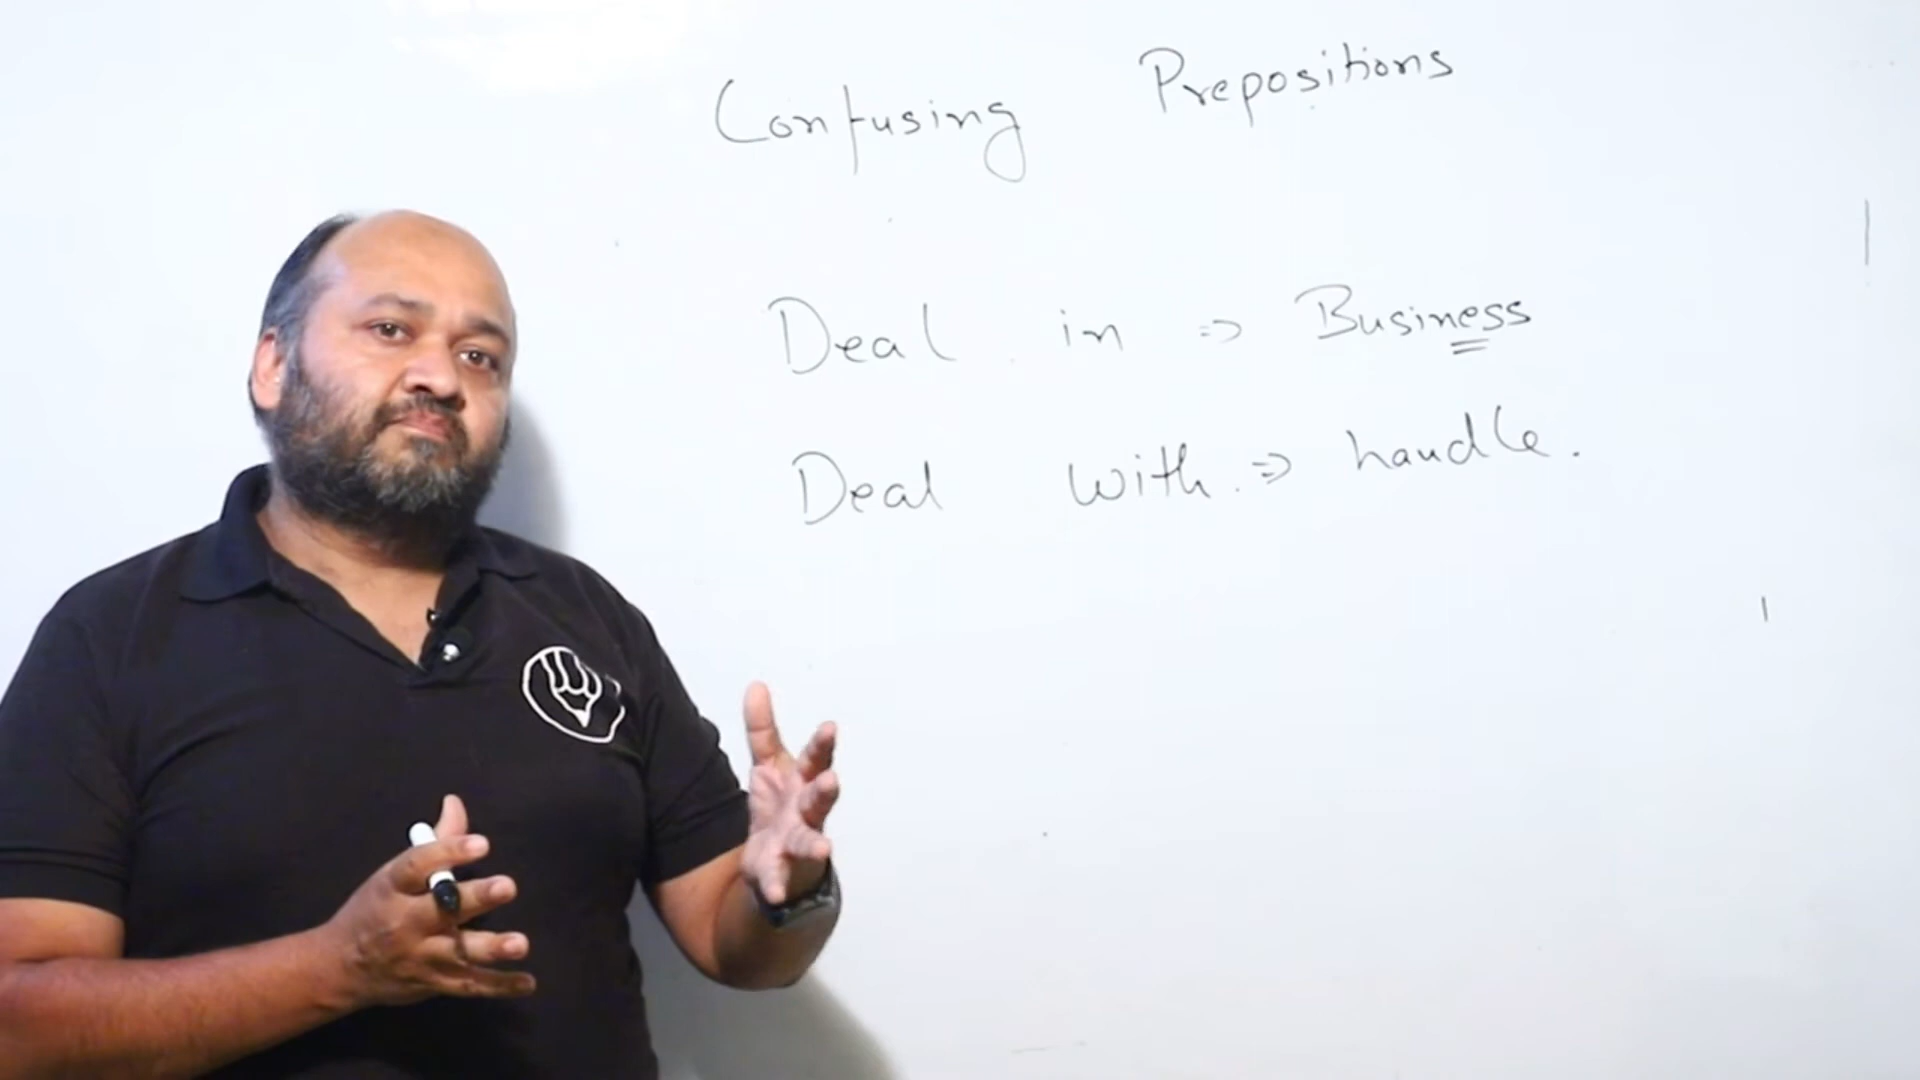 Confusing Prepositions
Deal in => Business
Deal with. => handle.